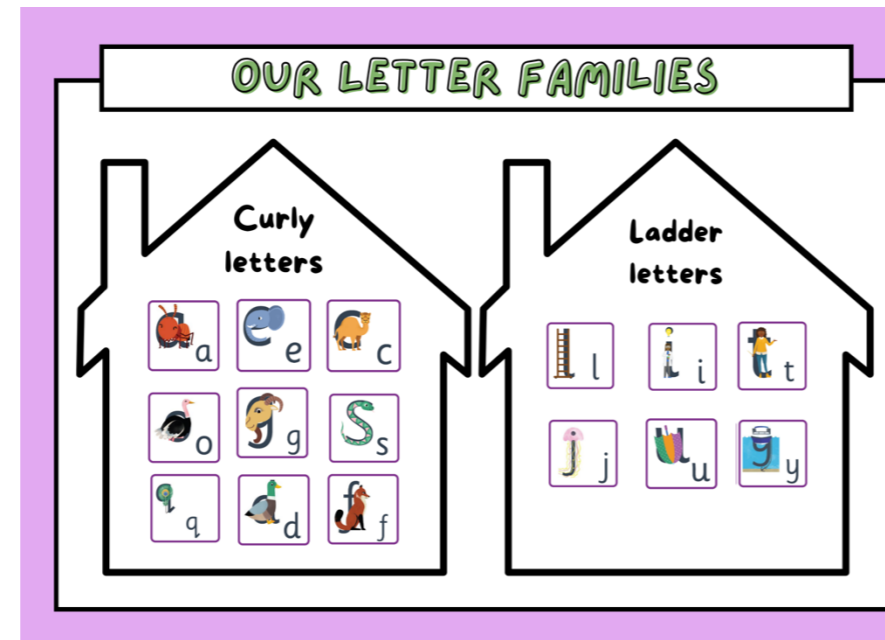 OUR LETTER FAMILIES
Curly
letters
Ladder
letters
a e c
l i t
o g s
j u y
q d f